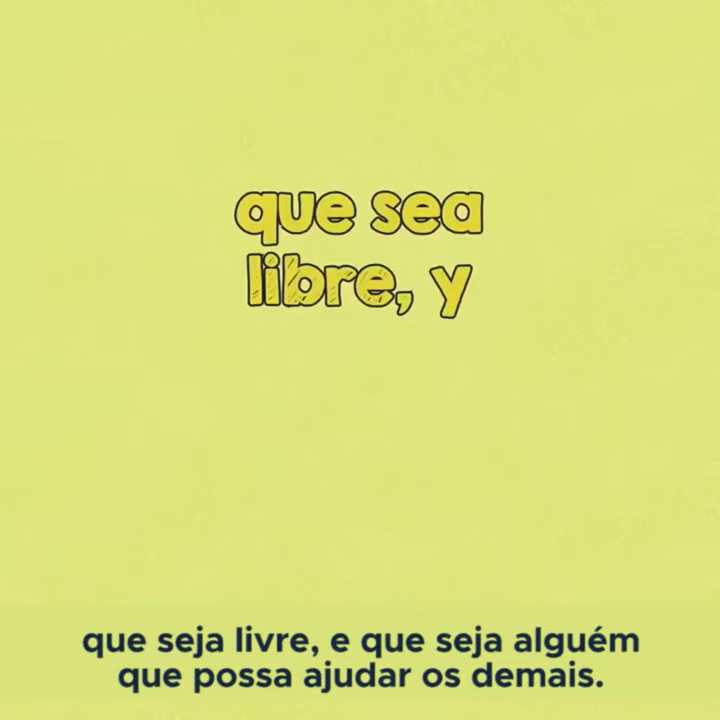 que sea
libre, y
que seja livre, e que seja alguém
que possa ajudar os demais.